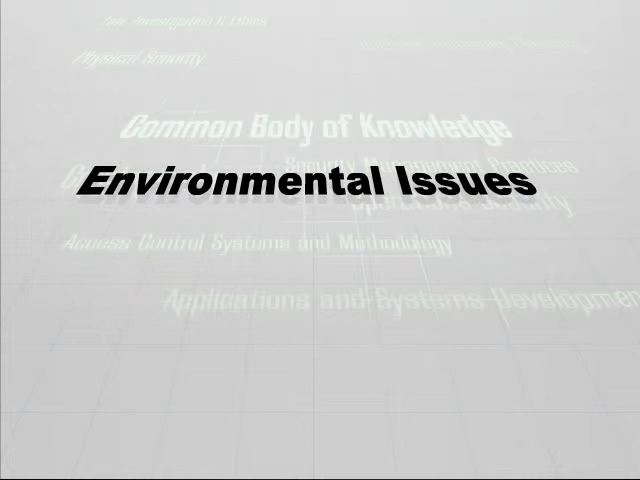 Law, Investigation & Ethics
Physical Security
Common Body of Knowledge
Security Management Practices
Environmental Issues
Security
Access Control Systems and Methodology
Applications and Systems Developmen